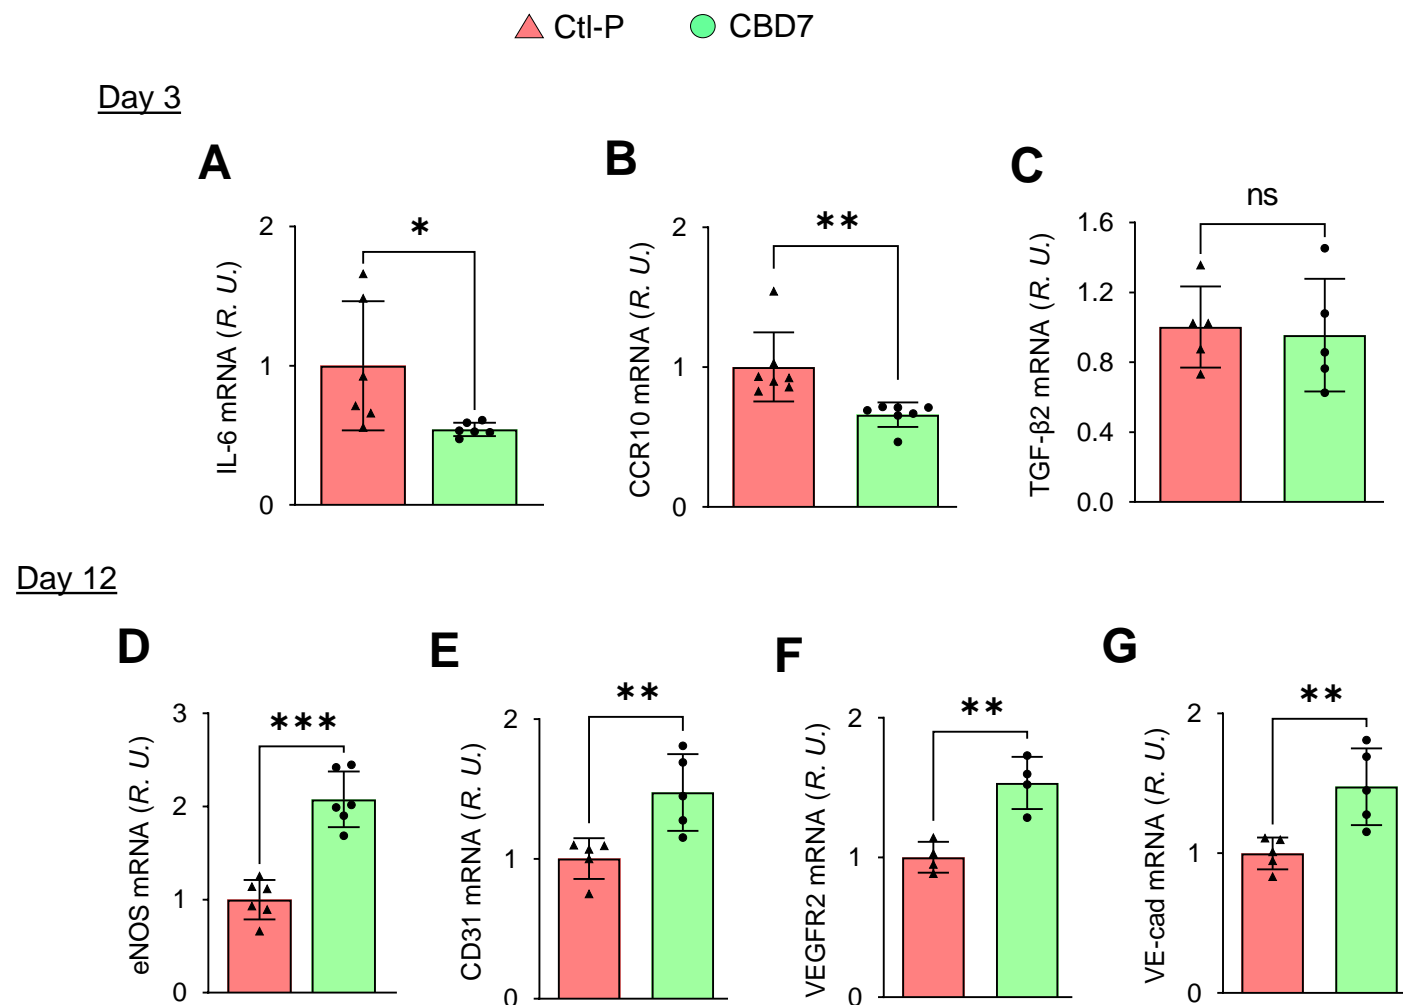 Ctl-P CBD7
Day 3
A B C
* ** ns
IL-6 mRNA (R. U.)
2
1
0
CCR10 mRNA (R. U.)
2
1
0
TGF-β2 mRNA (R. U.)
1.6
1.2
0.8
0.4
0.0
Day 12
D E F G
*** ** ** **
eNOS mRNA (R. U.)
3
2
1
0
CD31 mRNA (R. U.)
2
1
0
VEGFR2 mRNA (R. U.)
2
1
0
VE-cad mRNA (R. U.)
2
1
0